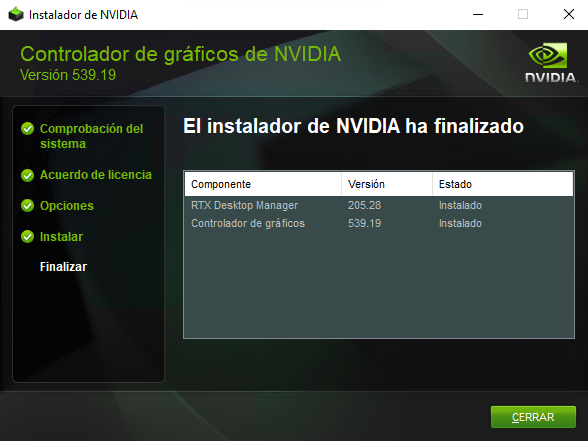 Instalador de NVIDIA
Controlador de gráficos de NVIDIA
Versión 539.19
NVIDIA.
Comprobación del
sistema
Acuerdo de licencia
Opciones
Instalar
Finalizar
El instalador de NVIDIA ha finalizado
Componente Versión Estado
RTX Desktop Manager 205.28 Instalado
Controlador de gráficos 539.19 Instalado
CERRAR